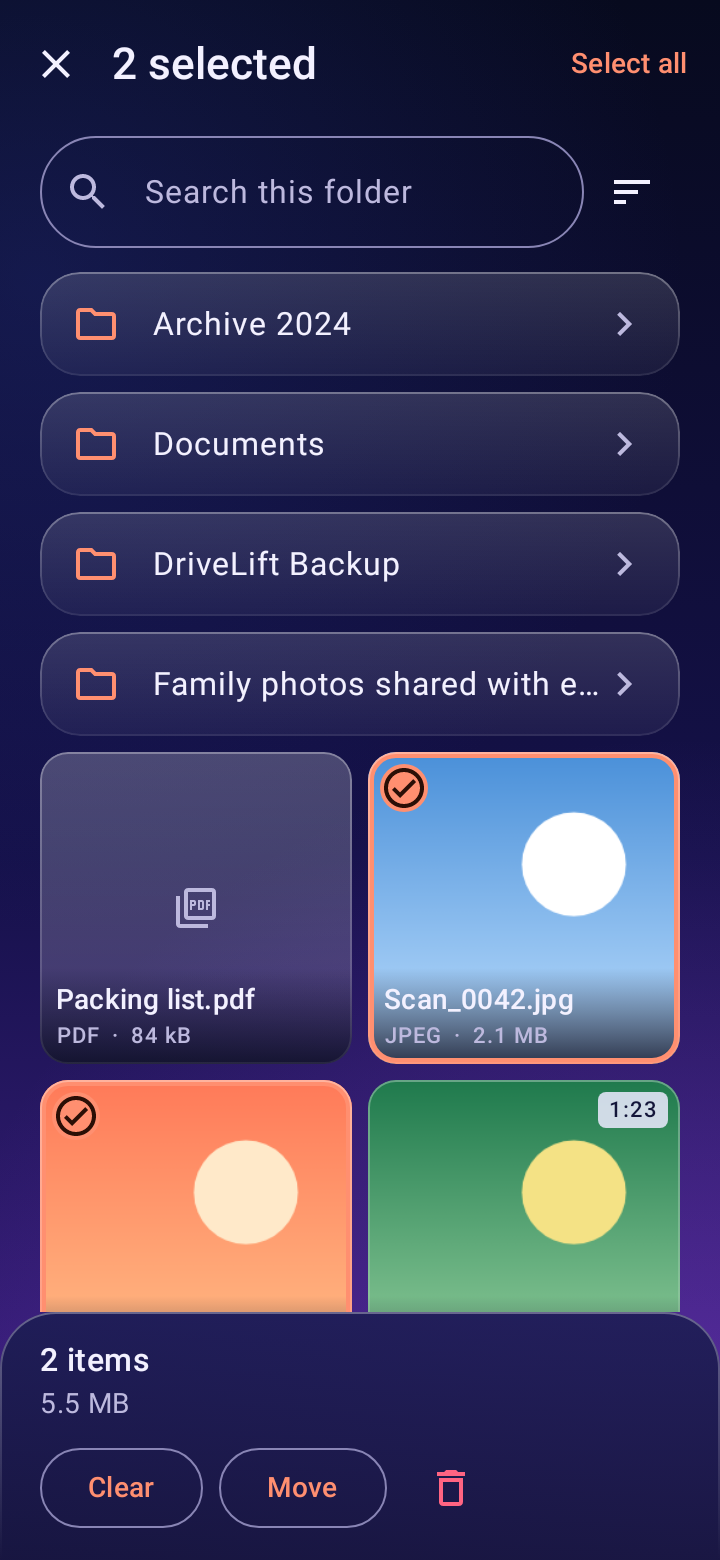 2 selected
Select all
Search this folder
Archive 2024
Documents
DriveLift Backup
Family photos shared with e…
PDF
Packing list.pdf
PDF · 84 kB
Scan_0042.jpg
JPEG · 2.1 MB
1:23
2 items
5.5 MB
Clear
Move